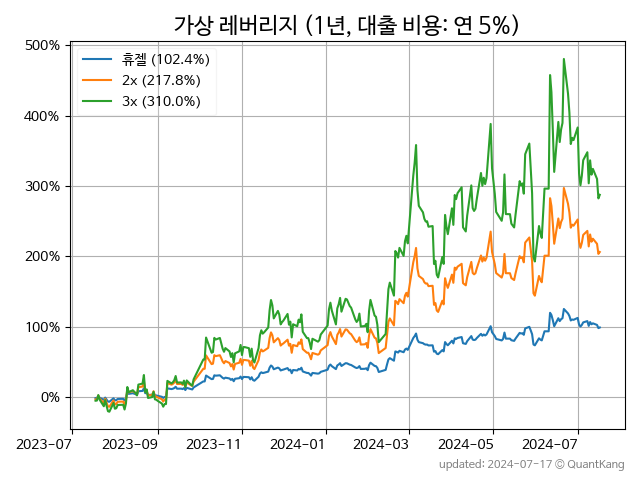 가상 레버리지 (1년, 대출 비용: 연 5%)
500%
400%
300%
200%
100%
0%
휴젤 (102.4%)
2x (217.8%)
3x (310.0%)
2023-07 2023-09 2023-11 2024-01 2024-03 2024-05 2024-07
updated: 2024-07-17 © QuantKang